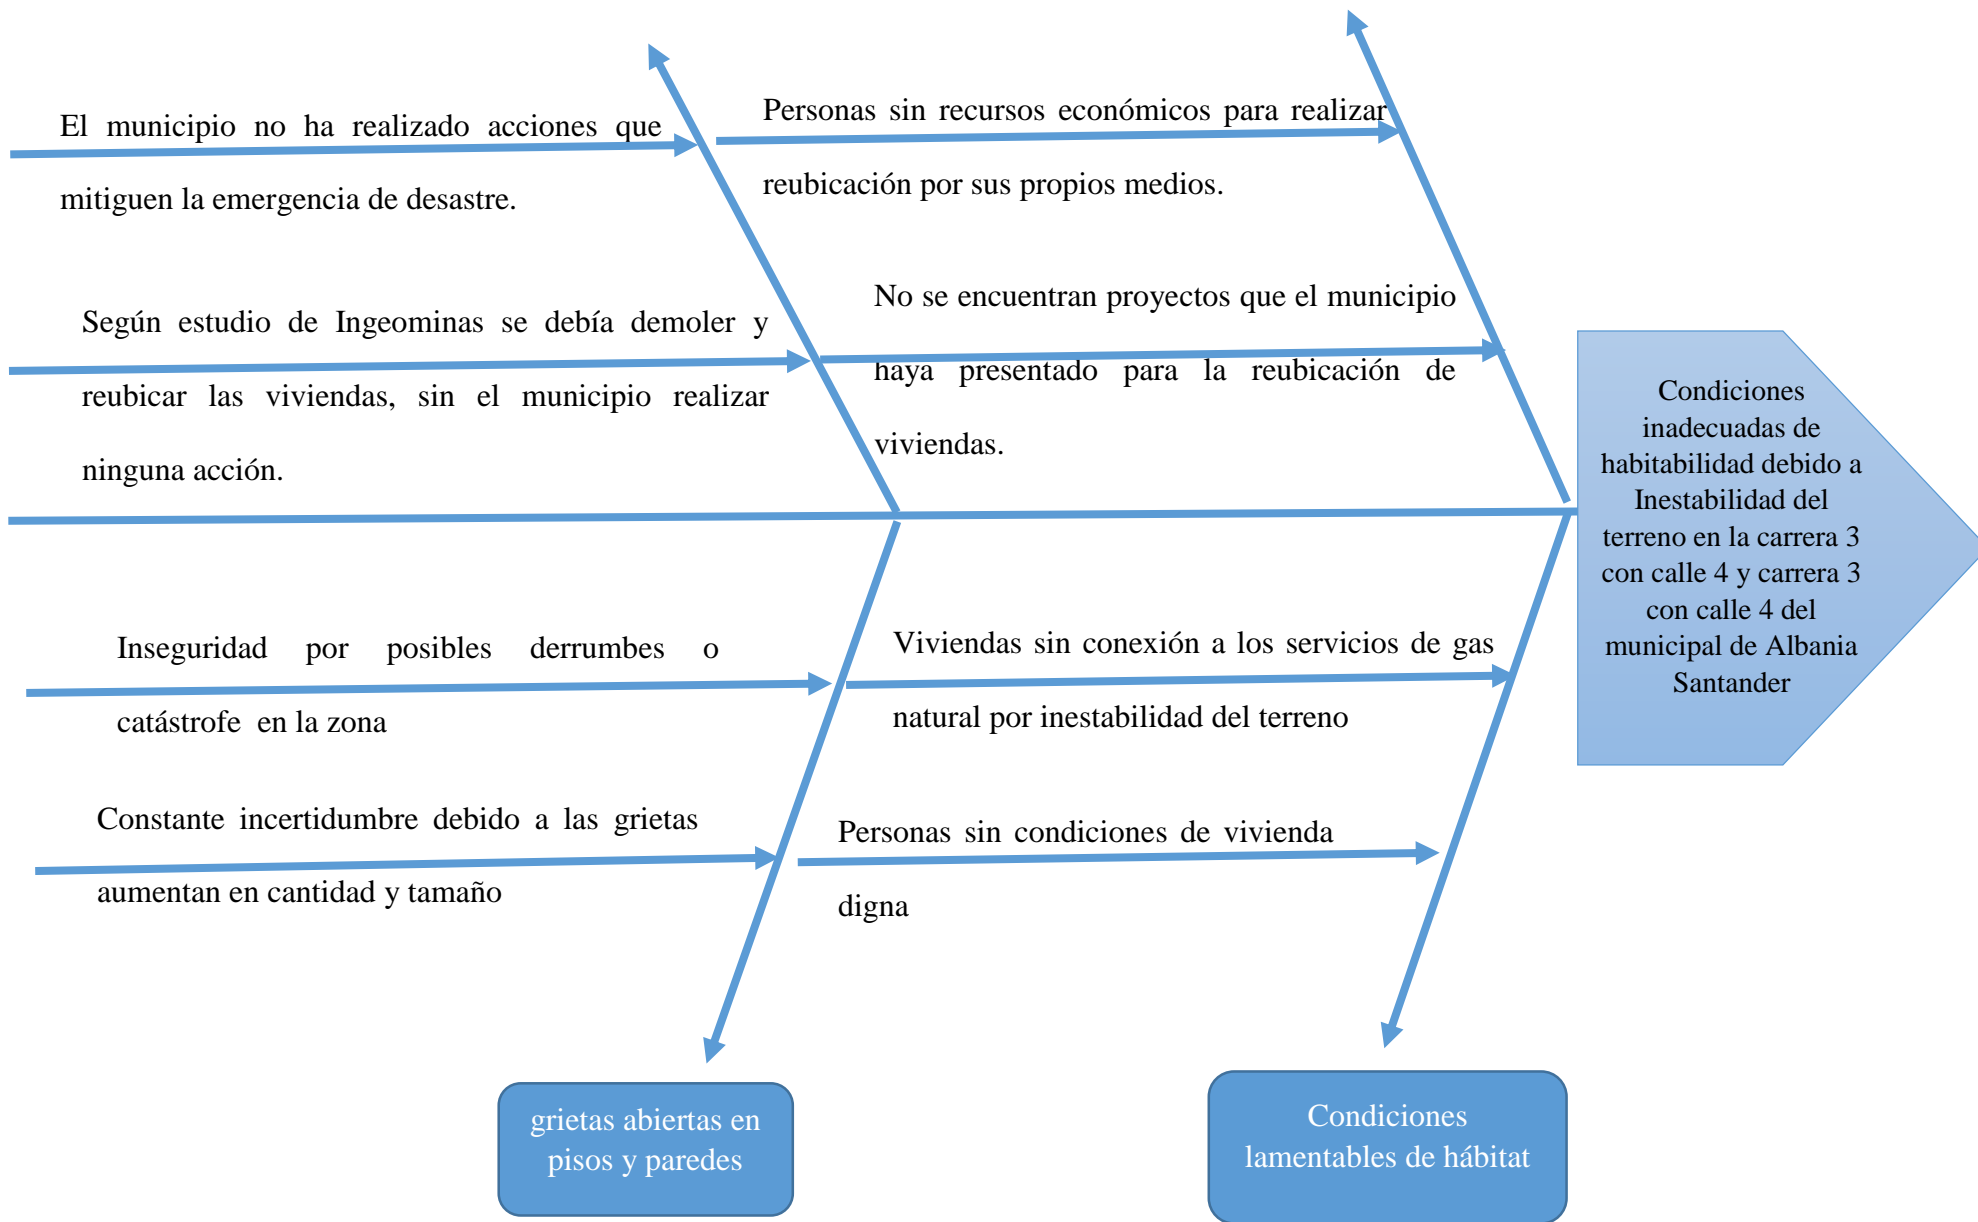 El municipio no ha realizado acciones que
mitiguen la emergencia de desastre.
Personas sin recursos económicos para realizar
reubicación por sus propios medios.
Según estudio de Ingeominas se debía demoler y
reubicar las viviendas, sin el municipio realizar
ninguna acción.
No se encuentran proyectos que el municipio
haya presentado para la reubicación de
viviendas.
Condiciones
inadecuadas de
habitabilidad debido a
Inestabilidad del
terreno en la carrera 3
con calle 4 y carrera 3
con calle 4 del
municipal de Albania
Santander
Inseguridad por posibles derrumbes o
catástrofe en la zona
Viviendas sin conexión a los servicios de gas
natural por inestabilidad del terreno
Constante incertidumbre debido a las grietas
aumentan en cantidad y tamaño
Personas sin condiciones de vivienda
digna
grietas abiertas en
pisos y paredes
Condiciones
lamentables de hábitat